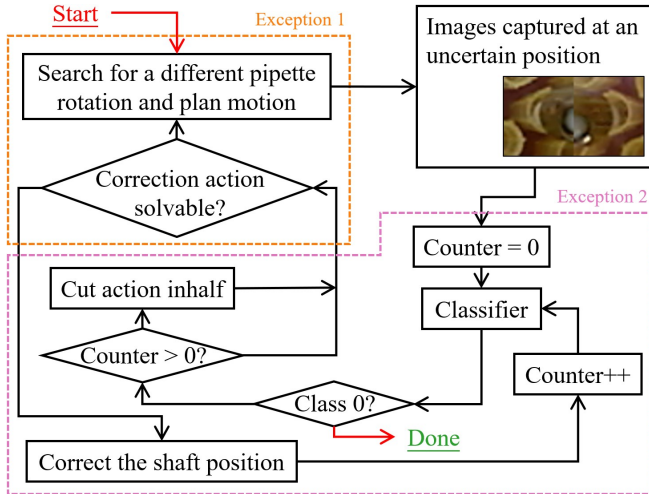 Start
Exception 1
Search for a different pipette
rotation and plan motion
Images captured at an
uncertain position
Correction action
solvable?
Exception 2
Counter = 0
Cut action inhalf
Classifier
Counter > 0?
Class 0?
Counter++
Done
Correct the shaft position